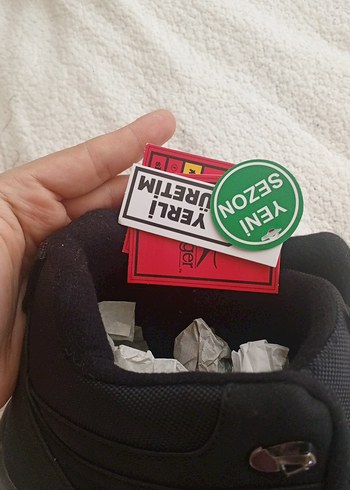 YERLİ
ÜRETİM
YENİ
SEZON